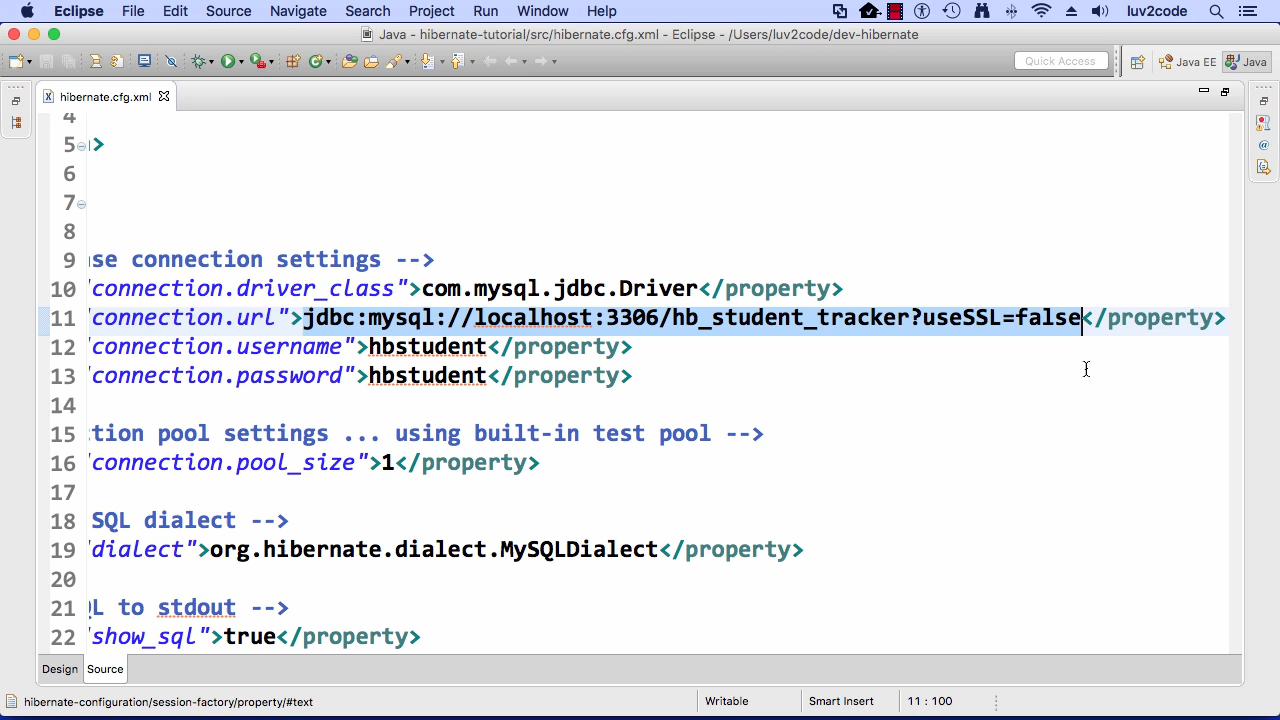 Eclipse File Edit Source Navigate Search Project Run Window Help luv2code
Java - hibernate-tutorial/src/hibernate.cfg.xml - Eclipse - /Users/luv2code/dev-hibernate
Quick Access Java EE Java
hibernate.cfg.xml
4
5 >
6
7
8
9 se connection settings -->
10 "connection.driver_class">com.mysql.jdbc.Driver</property>
11 "connection.url">jdbc:mysql://localhost:3306/hb_student_tracker?useSSL=false</property>
12 "connection.username">hbstudent</property>
13 "connection.password">hbstudent</property>
14
15 tion pool settings ... using built-in test pool -->
16 "connection.pool_size">1</property>
17
18 SQL dialect -->
19 "dialect">org.hibernate.dialect.MySQLDialect</property>
20
21 QL to stdout -->
22 "show_sql">true</property>
Design Source
hibernate-configuration/session-factory/property/#text Writable Smart Insert 11 : 100